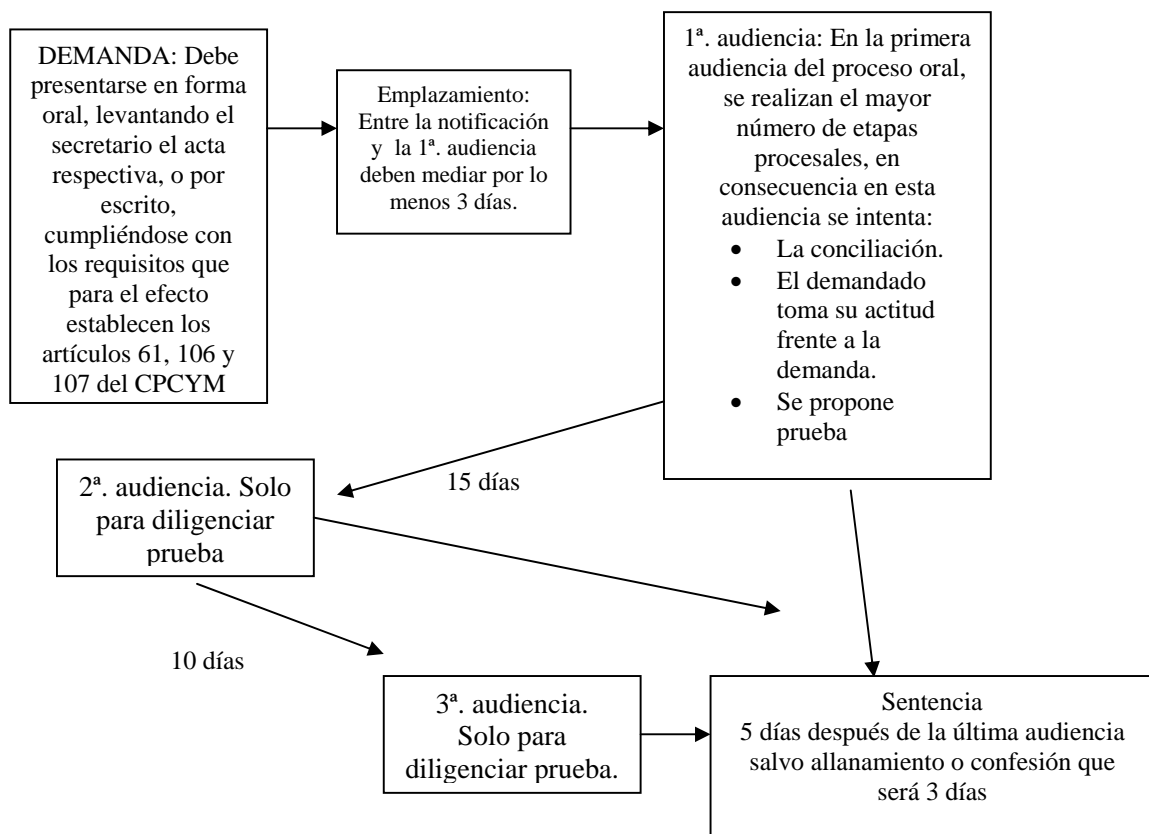 DEMANDA: Debe
presentarse en forma
oral, levantando el
secretario el acta
respectiva, o por
escrito,
cumpliéndose con
los requisitos que
para el efecto
establecen los
artículos 61, 106 y
107 del CPCYM
Emplazamiento:
Entre la notificación
y la 1ª. audiencia
deben mediar por lo
menos 3 días.
1ª. audiencia: En la primera
audiencia del proceso oral,
se realizan el mayor
número de etapas
procesales, en
consecuencia en esta
audiencia se intenta:
• La conciliación.
• El demandado
toma su actitud
frente a la
demanda.
• Se propone
prueba
15 días
2ª. audiencia. Solo
para diligenciar
prueba
10 días
3ª. audiencia.
Solo para
diligenciar prueba.
Sentencia
5 días después de la última audiencia
salvo allanamiento o confesión que
será 3 días